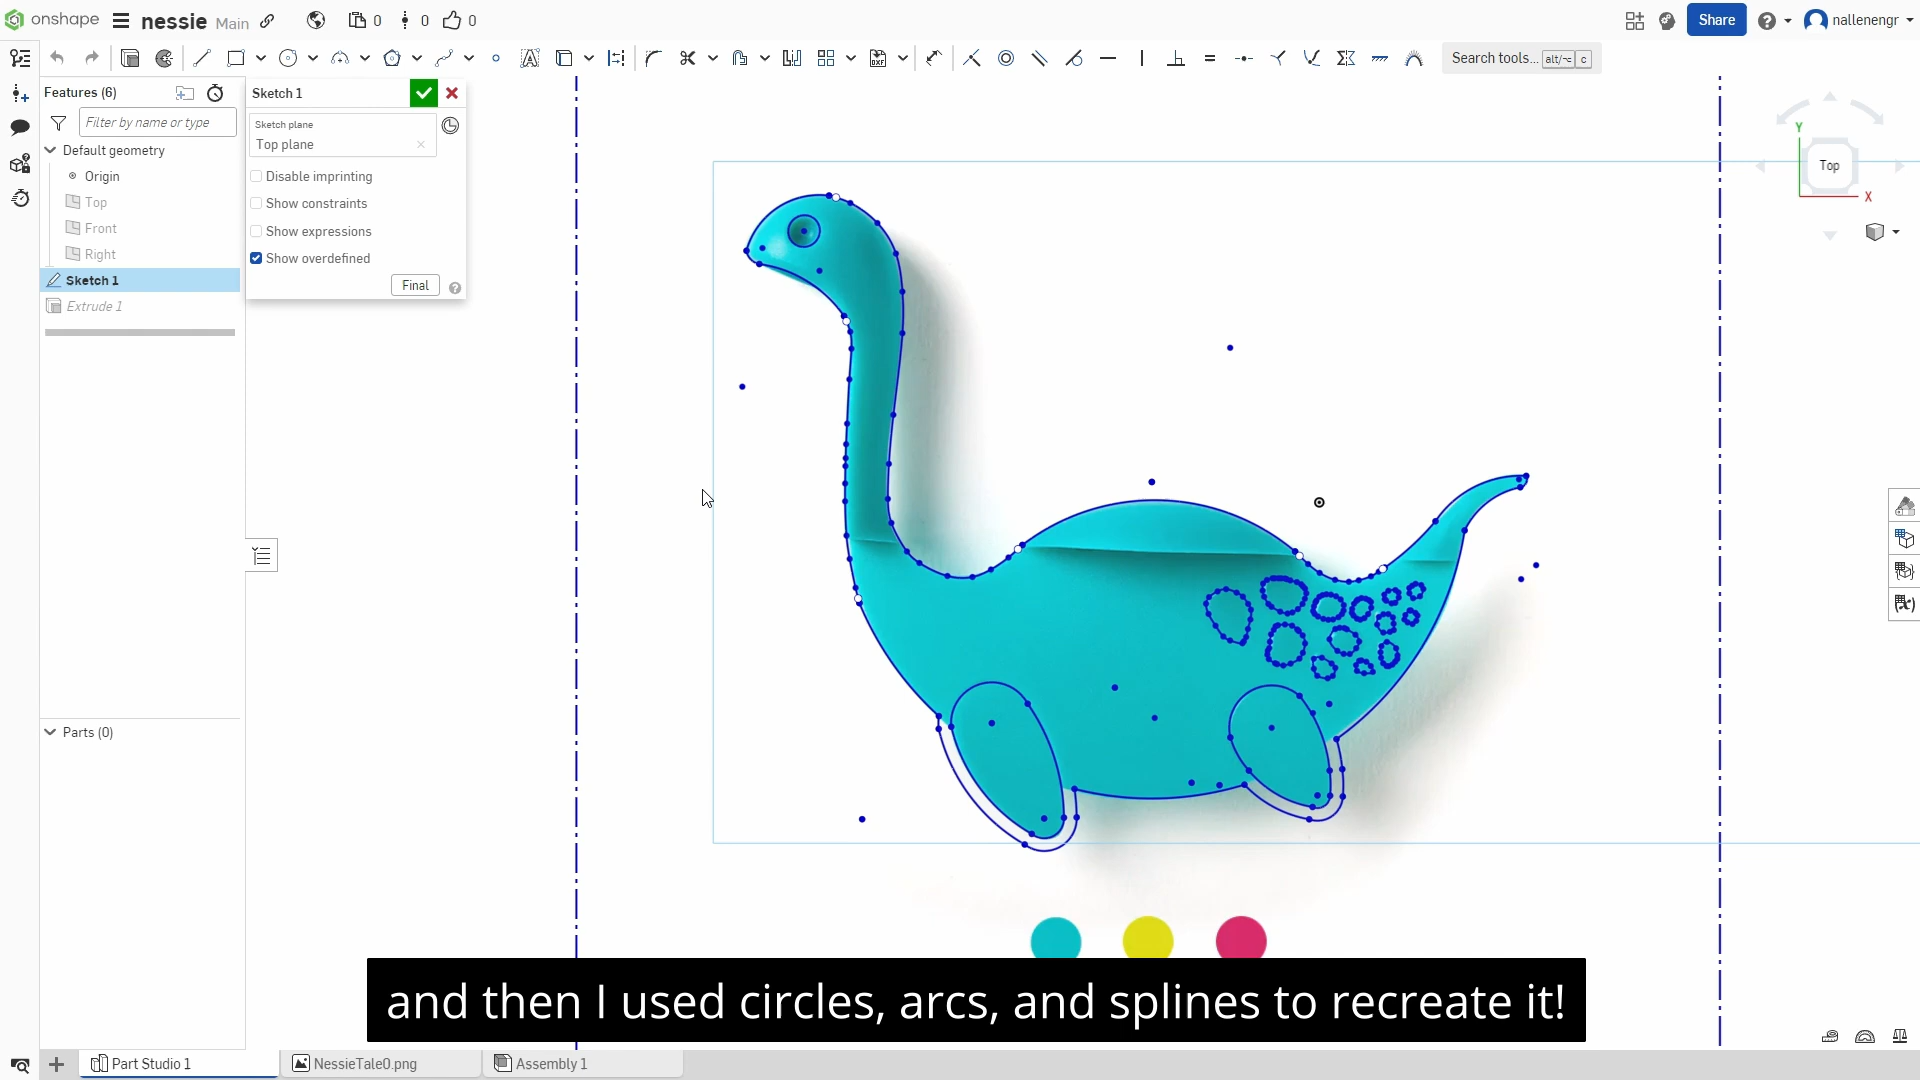 onshape nessie Main 0 0 0 Share nallenengr
Search tools... alt/⌥ c
Features (6)
Filter by name or type
Default geometry
Origin
Top
Front
Right
Sketch 1
Extrude 1
Parts (0)
Sketch 1
Sketch plane
Top plane
Disable imprinting
Show constraints
Show expressions
Show overdefined
Final
Y
Top
X
and then I used circles, arcs, and splines to recreate it!
Part Studio 1 NessieTale0.png Assembly 1